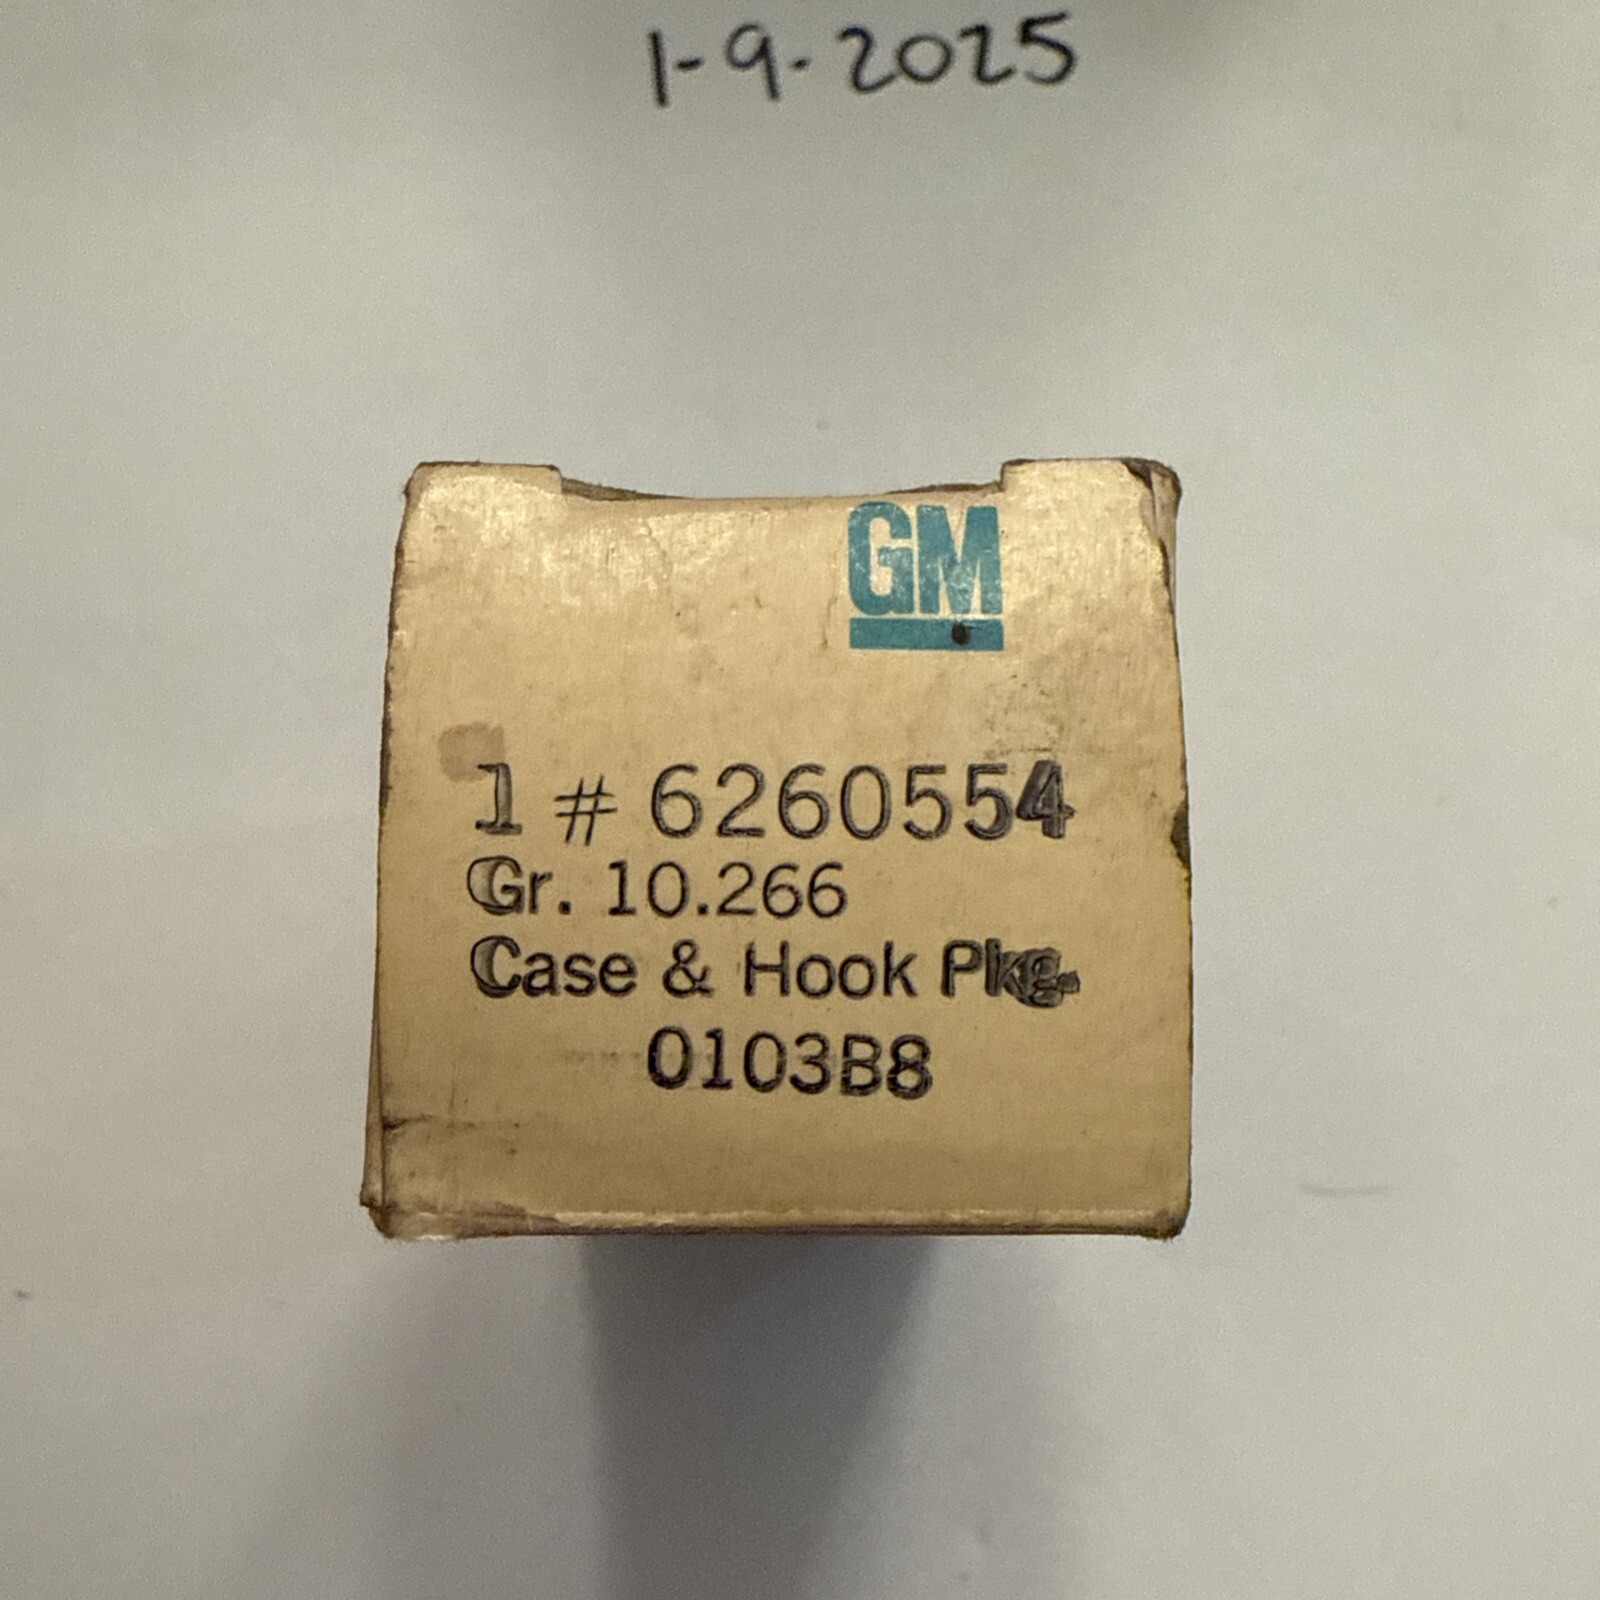 1-9-2025
GM
1 # 6260554
Gr. 10.266
Case & Hook Pkg.
0103B8